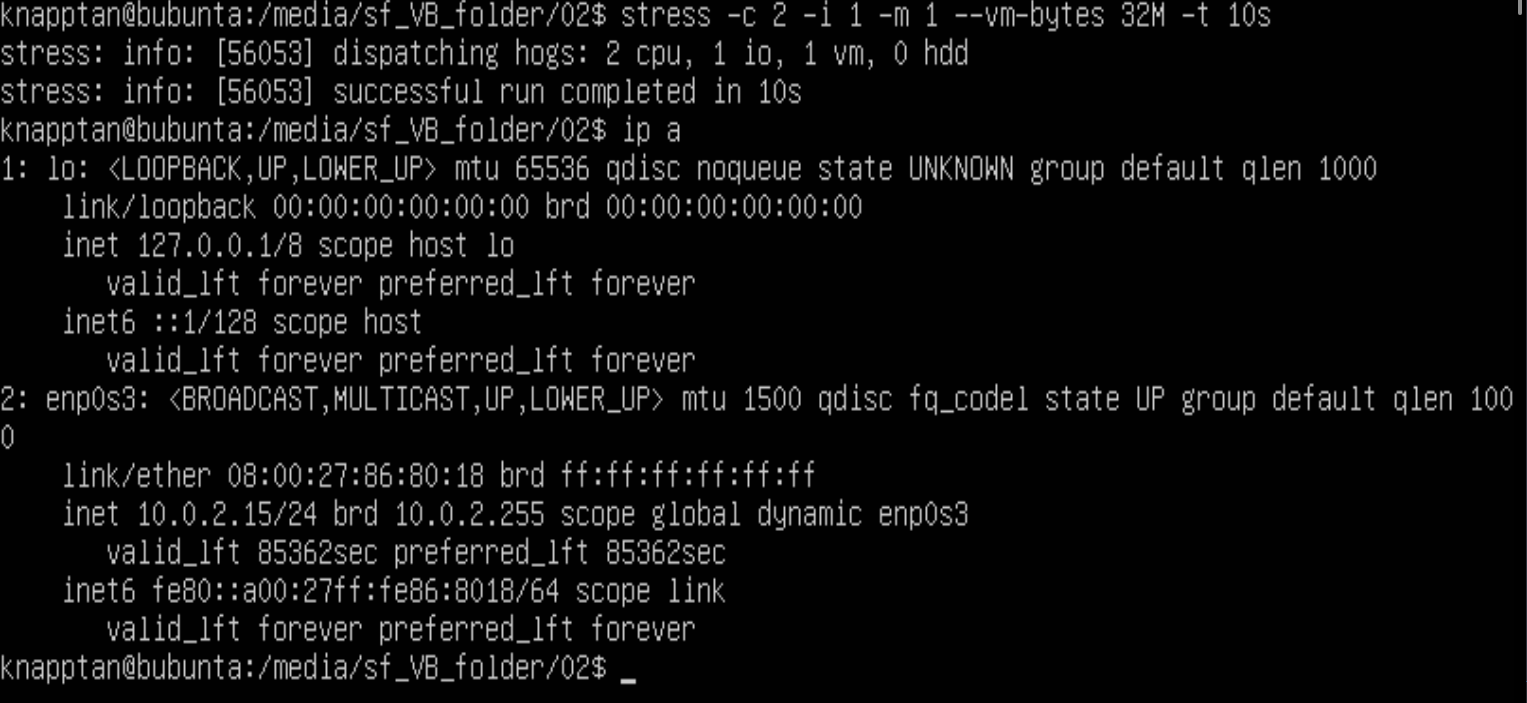 knapptan@bubunta:/media/sf_VB_folder/02$ stress -c 2 -i 1 -m 1 --vm-bytes 32M -t 10s
stress: info: [56053] dispatching hogs: 2 cpu, 1 io, 1 vm, 0 hdd
stress: info: [56053] successful run completed in 10s
knapptan@bubunta:/media/sf_VB_folder/02$ ip a
1: lo: <LOOPBACK,UP,LOWER_UP> mtu 65536 qdisc noqueue state UNKNOWN group default qlen 1000
    link/loopback 00:00:00:00:00:00 brd 00:00:00:00:00:00
    inet 127.0.0.1/8 scope host lo
       valid_lft forever preferred_lft forever
    inet6 ::1/128 scope host
       valid_lft forever preferred_lft forever
2: enp0s3: <BROADCAST,MULTICAST,UP,LOWER_UP> mtu 1500 qdisc fq_codel state UP group default qlen 100
0
    link/ether 08:00:27:86:80:18 brd ff:ff:ff:ff:ff:ff
    inet 10.0.2.15/24 brd 10.0.2.255 scope global dynamic enp0s3
       valid_lft 85362sec preferred_lft 85362sec
    inet6 fe80::a00:27ff:fe86:8018/64 scope link
       valid_lft forever preferred_lft forever
knapptan@bubunta:/media/sf_VB_folder/02$ _